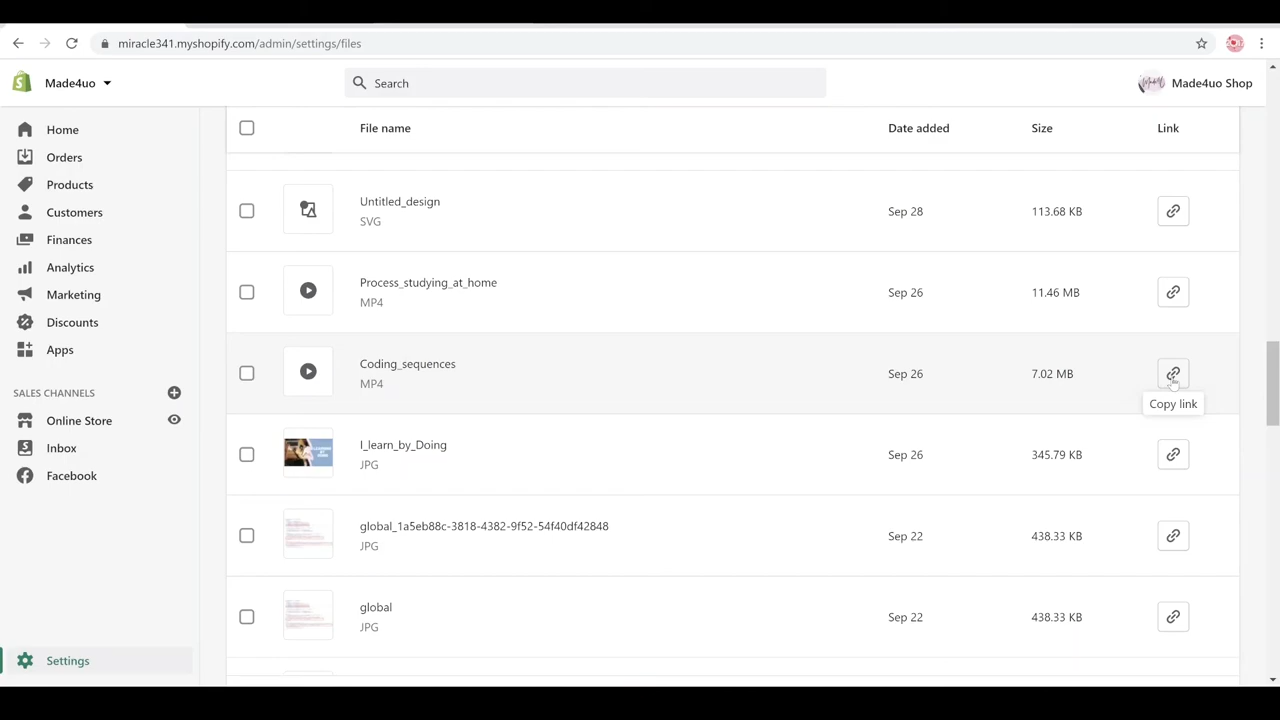 miracle341.myshopify.com/admin/settings/files
Made4uo
Search
Made4uo Shop
Home
Orders
Products
Customers
Finances
Analytics
Marketing
Discounts
Apps
SALES CHANNELS
Online Store
Inbox
Facebook
Settings
File name Date added Size Link
Untitled_design
SVG
Sep 28 113.68 KB
Process_studying_at_home
MP4
Sep 26 11.46 MB
Coding_sequences
MP4
Sep 26 7.02 MB
Copy link
I_learn_by_Doing
JPG
Sep 26 345.79 KB
global_1a5eb88c-3818-4382-9f52-54f40df42848
JPG
Sep 22 438.33 KB
global
JPG
Sep 22 438.33 KB